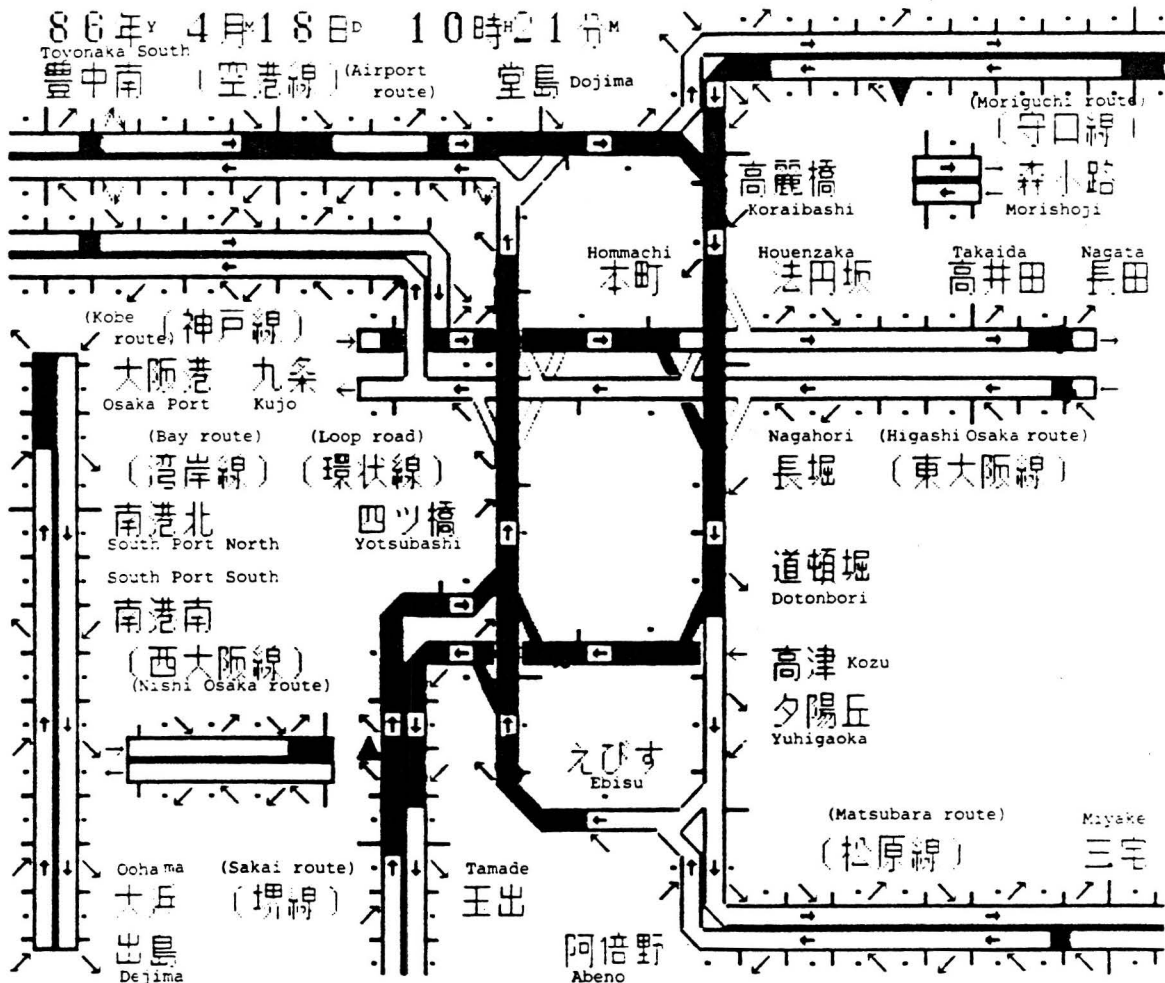 86年Y 4月M18日D 10時H21分M
Toyonaka South
豊中南 (空港線) (Airport route) 堂島 Dojima
(Moriguchi route)
(守口線)
高麗橋 森小路
Koraibashi Morishoji
Hommachi Houenzaka Takaida Nagata
本町 法円坂 高井田 長田
(Kobe route) (神戸線)
大阪港 九条
Osaka Port Kujo
(Bay route) (Loop road) Nagahori (Higashi Osaka route)
(湾岸線) (環状線) 長堀 (東大阪線)
南港北 四ツ橋
South Port North Yotsubashi
South Port South 道頓堀
南港南 Dotonbori
(西大阪線) 高津 Kozu
(Nishi Osaka route) 夕陽丘
Yuhigaoka
えびす
Ebisu
(Matsubara route) Miyake
(松原線) 三宅
Oohama (Sakai route) Tamade
大浜 (堺線) 玉出
出島 阿倍野
Dejima Abeno